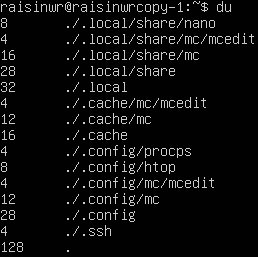 raisinwr@raisinwrcopy-1:~$ du
8 ./.local/share/nano
4 ./.local/share/mc/mcedit
16 ./.local/share/mc
28 ./.local/share
32 ./.local
4 ./.cache/mc/mcedit
12 ./.cache/mc
16 ./.cache
4 ./.config/procps
8 ./.config/htop
4 ./.config/mc/mcedit
12 ./.config/mc
28 ./.config
4 ./.ssh
128 .